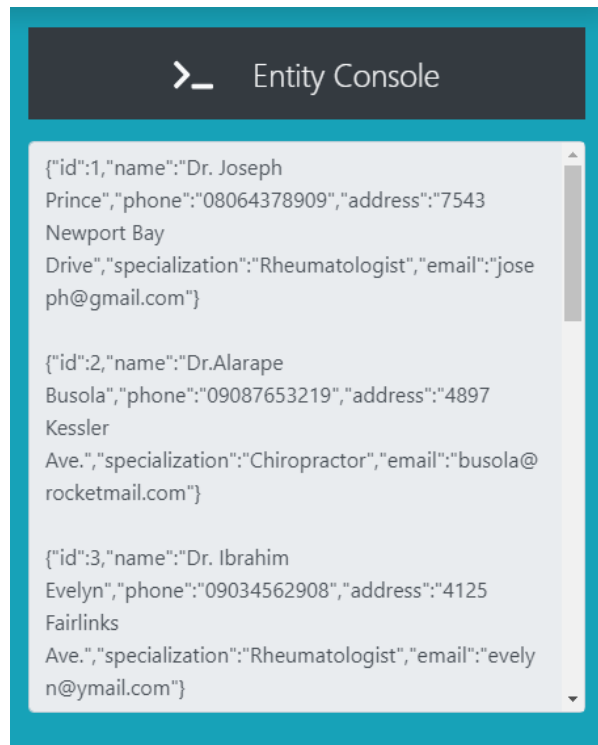 Entity Console
{"id":1,"name":"Dr. Joseph
Prince","phone":"08064378909","address":"7543
Newport Bay
Drive","specialization":"Rheumatologist","email":"jose
ph@gmail.com"}
{"id":2,"name":"Dr.Alarape
Busola","phone":"09087653219","address":"4897
Kessler
Ave.","specialization":"Chiropractor","email":"busola@
rocketmail.com"}
{"id":3,"name":"Dr. Ibrahim
Evelyn","phone":"09034562908","address":"4125
Fairlinks
Ave.","specialization":"Rheumatologist","email":"evely
n@ymail.com"}